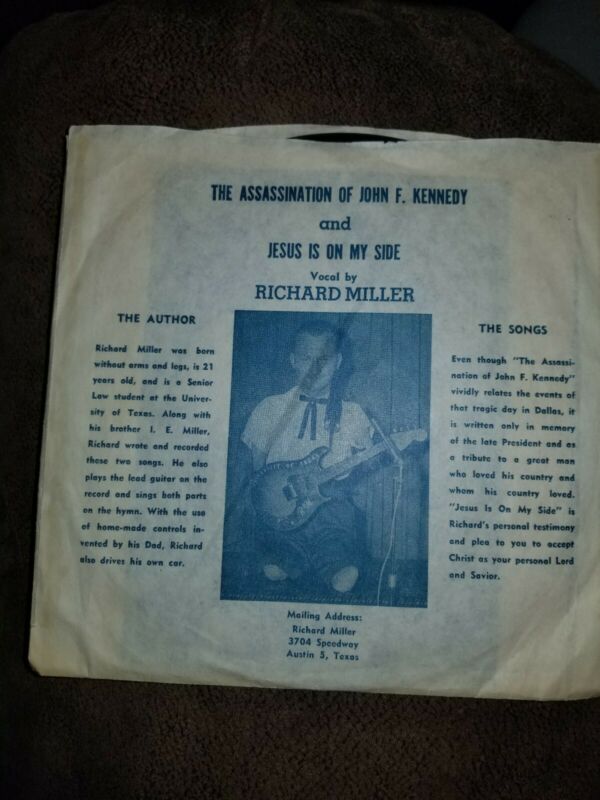 THE ASSASSINATION OF JOHN F. KENNEDY
and
JESUS IS ON MY SIDE
Vocal by
RICHARD MILLER
THE AUTHOR
Richard Miller was born
without arms and legs, is 21
years old, and is a Senior
Law student at the Univer-
sity of Texas. Along with
his brother I. E. Miller,
Richard wrote and recorded
these two songs. He also
plays the lead guitar on the
record and sings both parts
on the hymn. With the use
of home-made controls in-
vented by his Dad, Richard
also drives his own car.
THE SONGS
Even though "The Assassi-
nation of John F. Kennedy"
vividly relates the events of
that tragic day in Dallas, it
is written only in memory
of the late President and as
a tribute to a great man
who loved his country and
whom his country loved.
"Jesus Is On My Side" is
Richard's personal testimony
and plea to you to accept
Christ as your personal Lord
and Savior.
Mailing Address:
Richard Miller
3704 Speedway
Austin 5, Texas